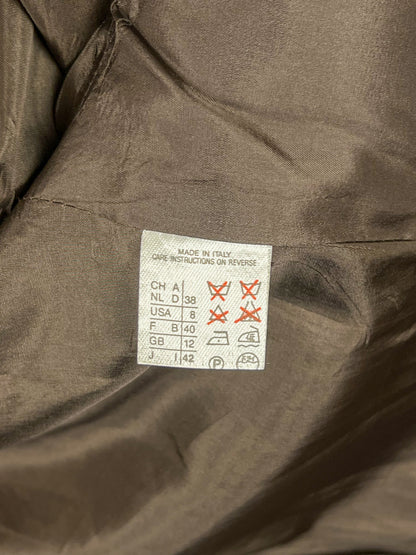 MADE IN ITALY
CARE INSTRUCTIONS ON REVERSE
CH A
NL D 38
USA 8
F B 40
GB 12
J I 42
P